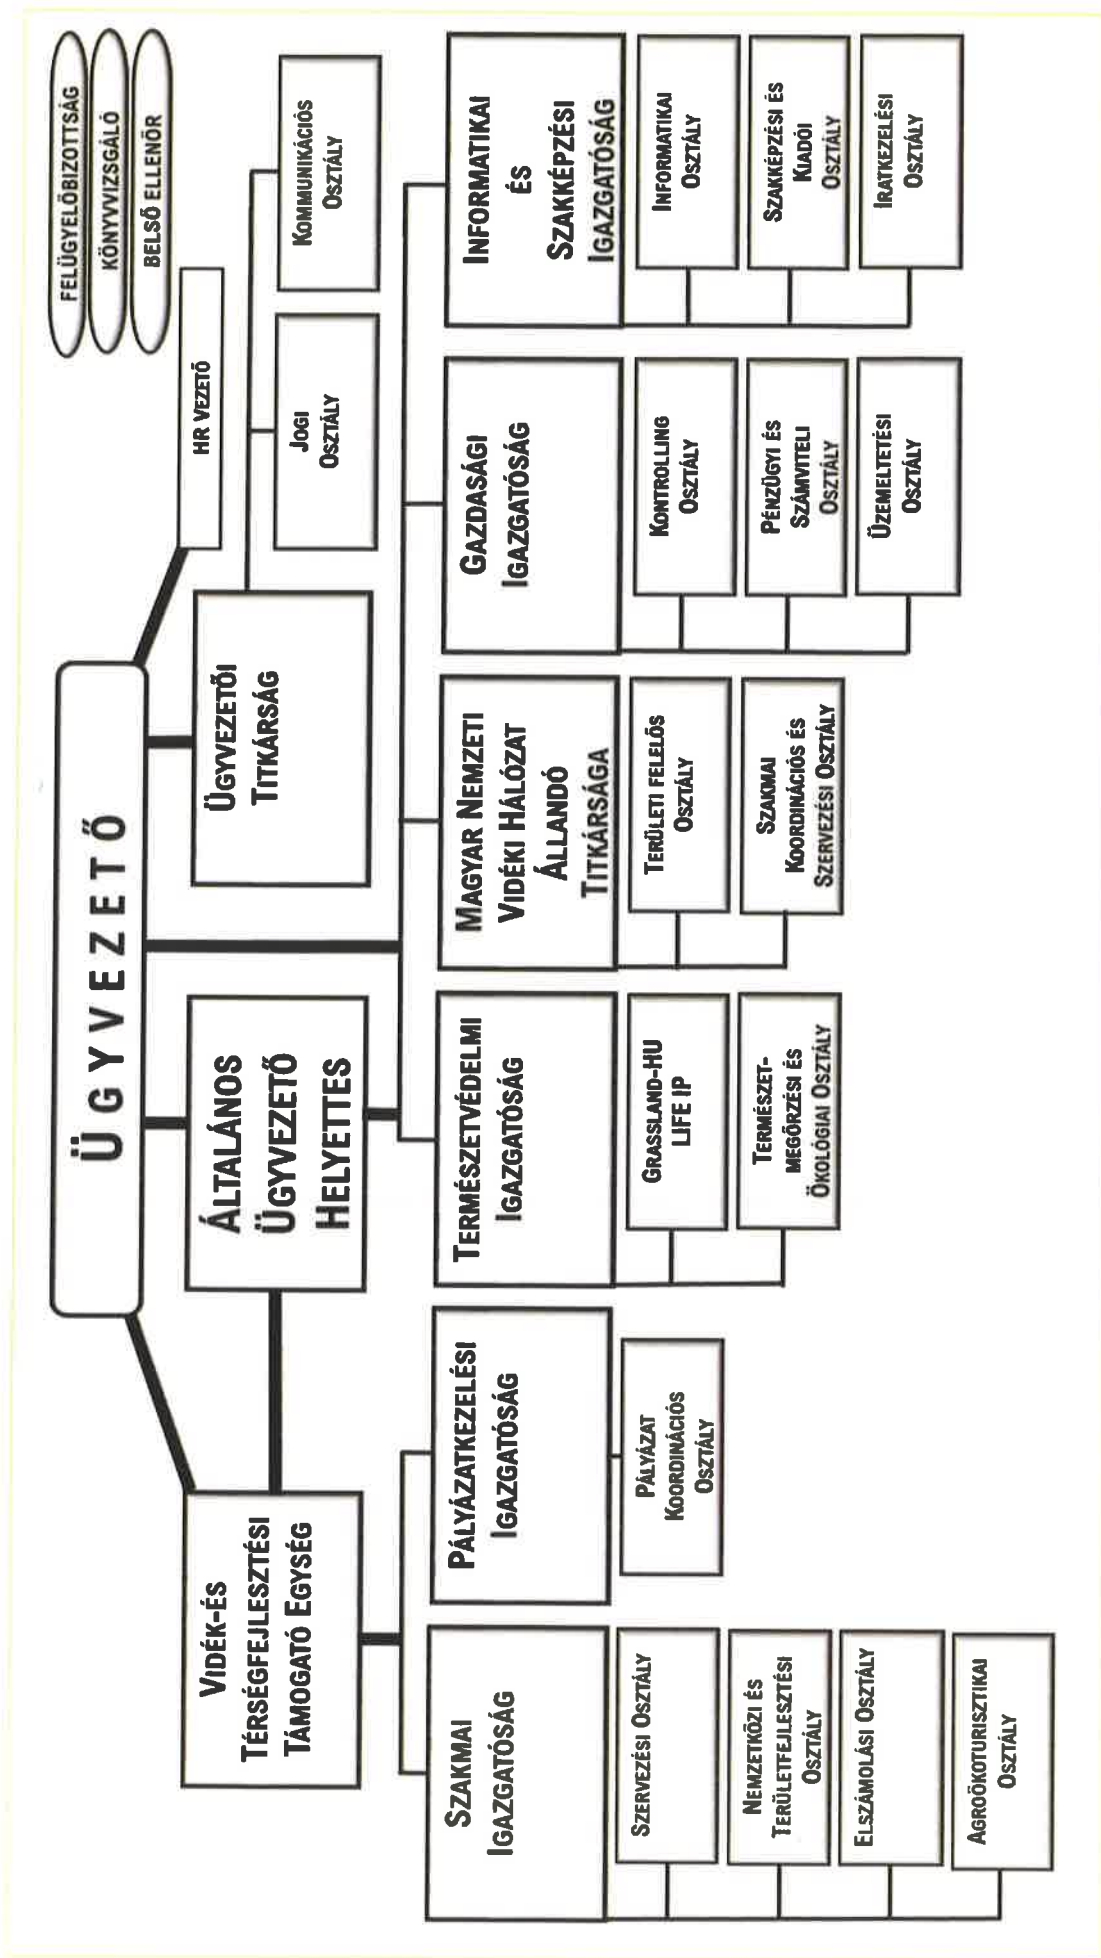 FELÜGYELŐBIZOTTSÁG
KÖNYVVIZSGÁLÓ
BELSŐ ELLENŐR
ÜGYVEZETŐ
HR VEZETŐ
VIDÉK-ÉS
TÉRSÉGFEJLESZTÉSI
TÁMOGATÓ EGYSÉG
ÁLTALÁNOS
ÜGYVEZETŐ
HELYETTES
ÜGYVEZETŐI
TITKÁRSÁG
JOGI
OSZTÁLY
KOMMUNIKÁCIÓS
OSZTÁLY
SZAKMAI
IGAZGATÓSÁG
SZERVEZÉSI OSZTÁLY
NEMZETKÖZI ÉS
TERÜLETFEJLESZTÉSI
OSZTÁLY
ELSZÁMOLÁSI OSZTÁLY
AGROÖKOTURISZTIKAI
OSZTÁLY
PÁLYÁZATKEZELÉSI
IGAZGATÓSÁG
PÁLYÁZAT
KOORDINÁCIÓS
OSZTÁLY
TERMÉSZETVÉDELMI
IGAZGATÓSÁG
GRASSLAND-HU
LIFE IP
TERMÉSZET-
MEGŐRZÉSI ÉS
ÖKOLÓGIAI OSZTÁLY
MAGYAR NEMZETI
VIDÉKI HÁLÓZAT
ÁLLANDÓ
TITKÁRSÁGA
TERÜLETI FELELŐS
OSZTÁLY
SZAKMAI
KOORDINÁCIÓS ÉS
SZERVEZÉSI OSZTÁLY
GAZDASÁGI
IGAZGATÓSÁG
KONTROLLING
OSZTÁLY
PÉNZÜGYI ÉS
SZÁMVITELI
OSZTÁLY
ÜZEMELTETÉSI
OSZTÁLY
INFORMATIKAI
ÉS
SZAKKÉPZÉSI
IGAZGATÓSÁG
INFORMATIKAI
OSZTÁLY
SZAKKÉPZÉSI ÉS
KIADÓI
OSZTÁLY
IRATKEZELÉSI
OSZTÁLY